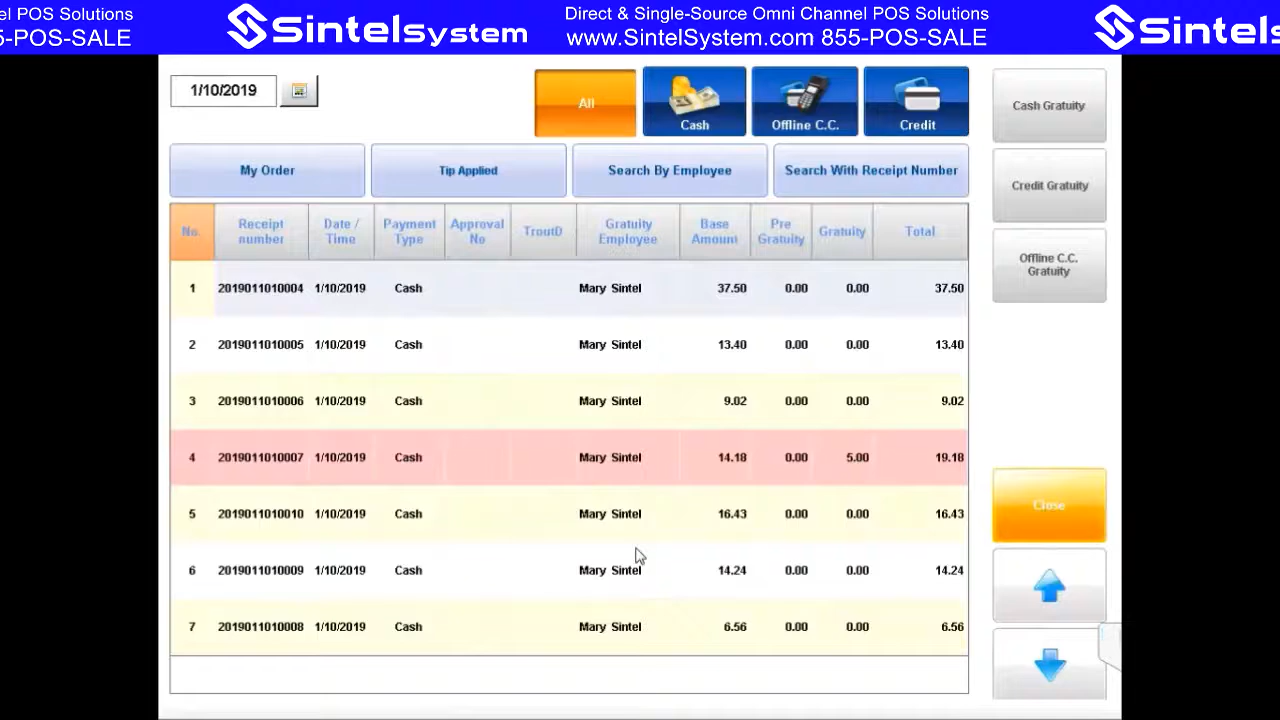 el POS Solutions
5-POS-SALE
Sintelsystem
Direct & Single-Source Omni Channel POS Solutions
www.SintelSystem.com 855-POS-SALE
Sintels
1/10/2019
All
Cash
Offline C.C.
Credit
Cash Gratuity
My Order
Tip Applied
Search By Employee
Search With Receipt Number
Credit Gratuity
No.
Receipt number
Date / Time
Payment Type
Approval No
TroutD
Gratuity Employee
Base Amount
Pre Gratuity
Gratuity
Total
Offline C.C.
Gratuity
1 2019011010004 1/10/2019 Cash Mary Sintel 37.50 0.00 0.00 37.50
2 2019011010005 1/10/2019 Cash Mary Sintel 13.40 0.00 0.00 13.40
3 2019011010006 1/10/2019 Cash Mary Sintel 9.02 0.00 0.00 9.02
4 2019011010007 1/10/2019 Cash Mary Sintel 14.18 0.00 5.00 19.18
5 2019011010010 1/10/2019 Cash Mary Sintel 16.43 0.00 0.00 16.43
Close
6 2019011010009 1/10/2019 Cash Mary Sintel 14.24 0.00 0.00 14.24
7 2019011010008 1/10/2019 Cash Mary Sintel 6.56 0.00 0.00 6.56